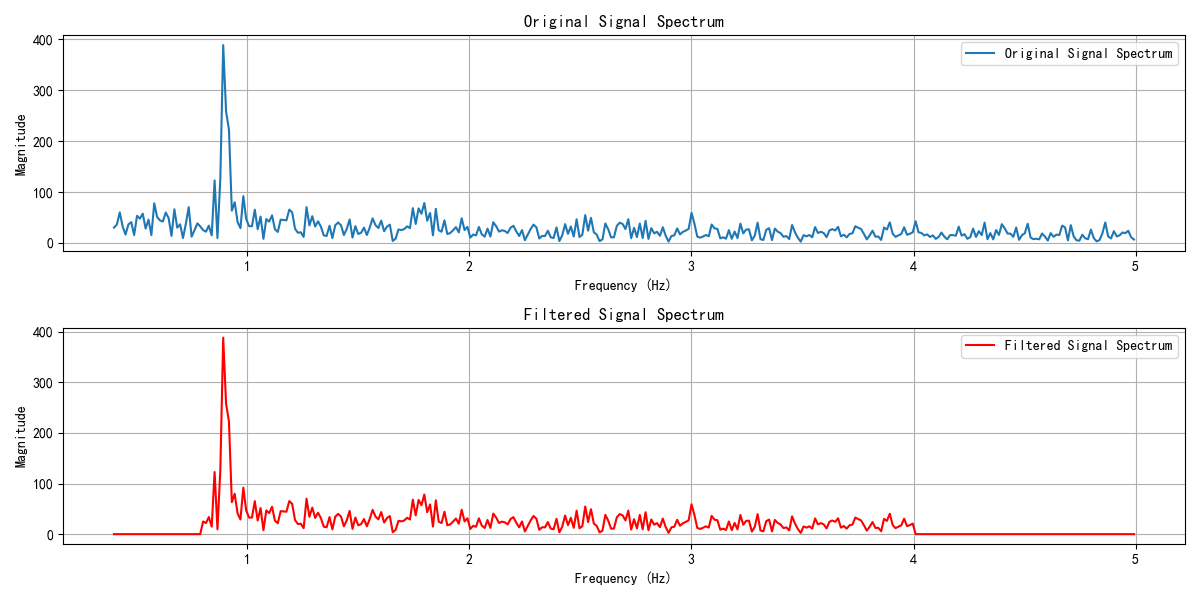 Original Signal Spectrum
400
300
200
100
0
Magnitude
Original Signal Spectrum
1
2
3
4
5
Frequency (Hz)
Filtered Signal Spectrum
400
300
200
100
0
Magnitude
Filtered Signal Spectrum
1
2
3
4
5
Frequency (Hz)